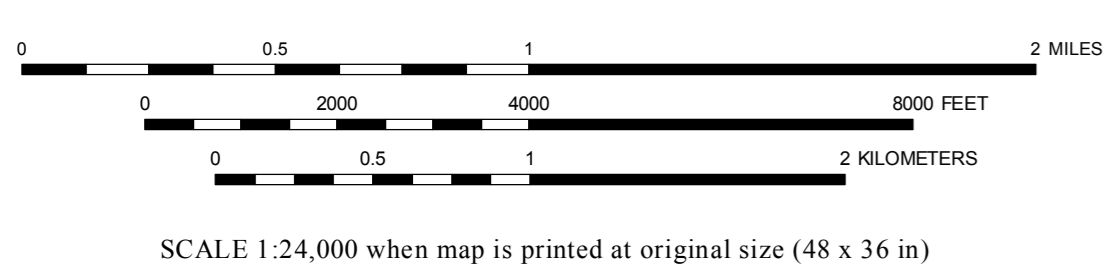 0 0.5 1 2 MILES
0 2000 4000 8000 FEET
0 0.5 1 2 KILOMETERS
SCALE 1:24,000 when map is printed at original size (48 x 36 in)